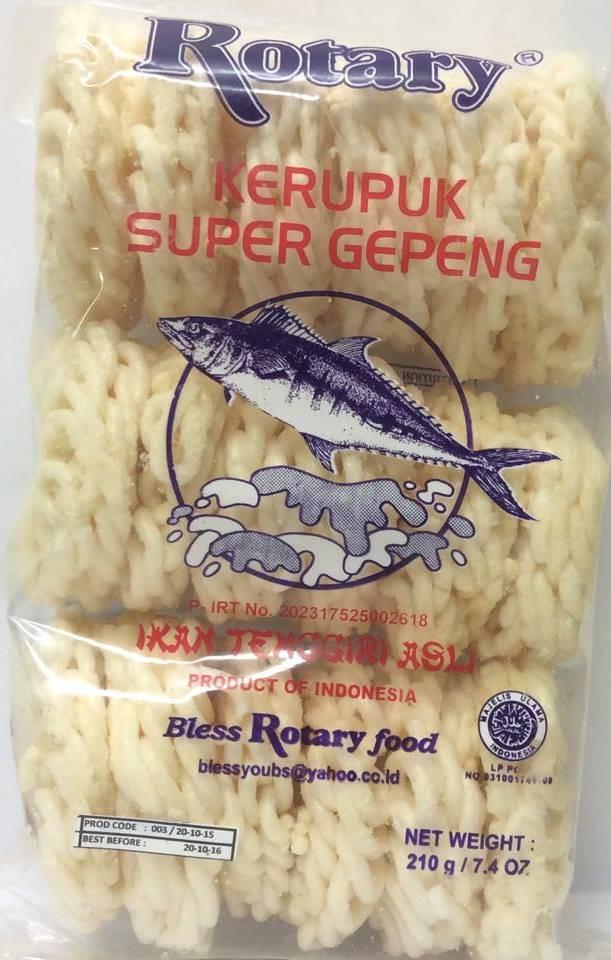 Rotary®
KERUPUK
SUPER GEPENG
P- IRT No. 202317525002618
IKAN TENGGIRI ASLI
PRODUCT OF INDONESIA
Bless Rotary food
blessyoubs@yahoo.co.id
MAJELIS ULAMA
INDONESIA
LP
PROD CODE : 003 / 20-10-15
BEST BEFORE : 20-10-16
NET WEIGHT :
210 g / 7.4 OZ